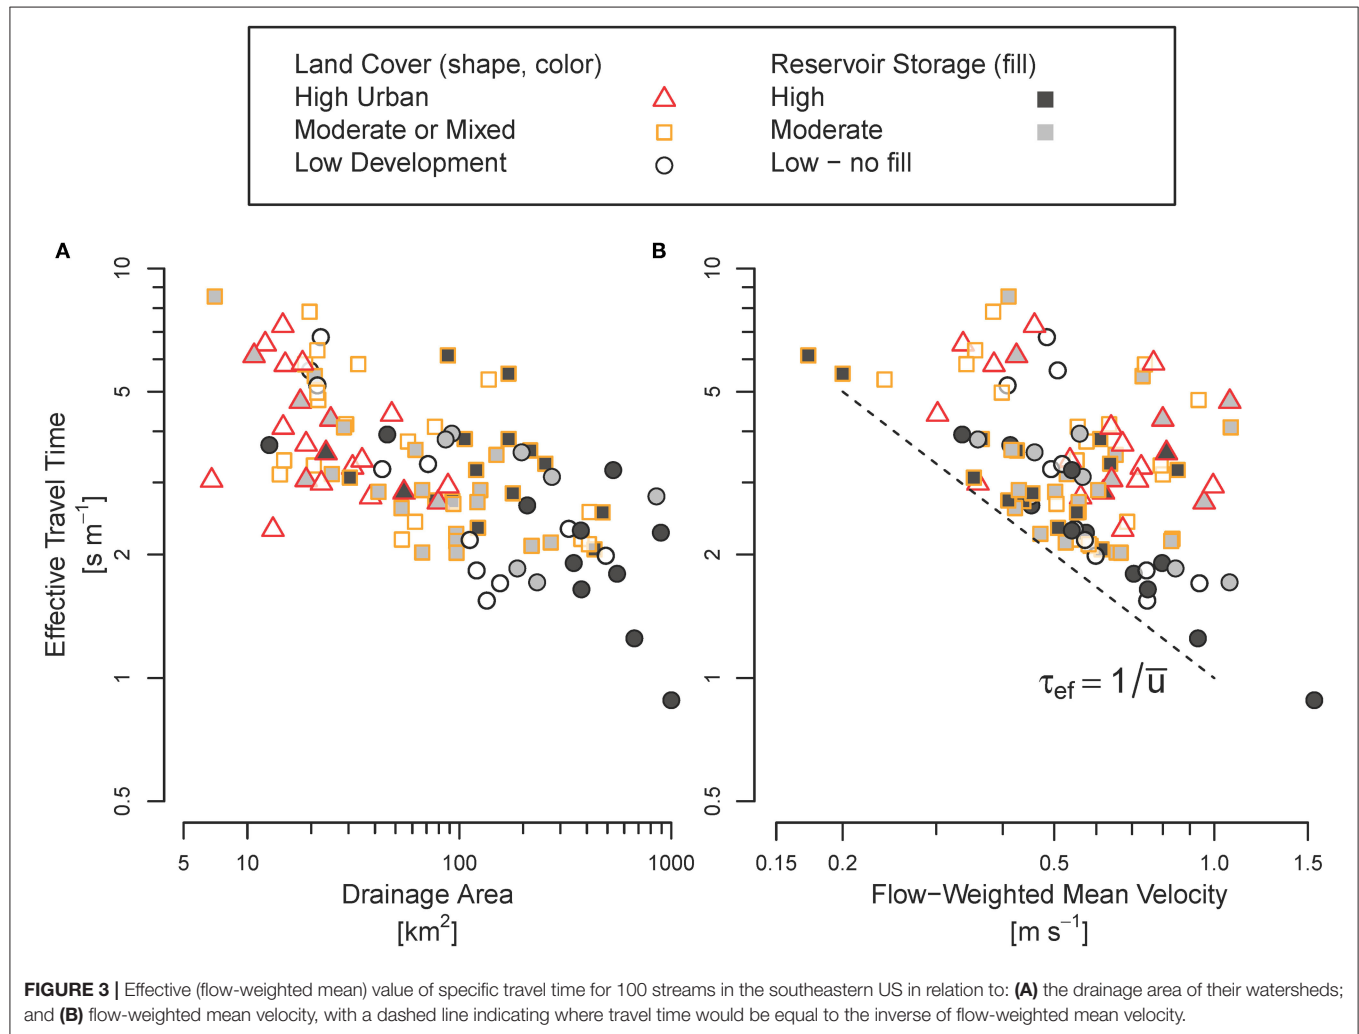 Land Cover (shape, color)
High Urban
Moderate or Mixed
Low Development
Reservoir Storage (fill)
High
Moderate
Low − no fill
A
Effective Travel Time
[s m⁻¹]
10
5
2
1
0.5
5 10 100 1000
Drainage Area
[km²]
B
10
5
2
1
0.5
τef = 1/u̅
0.15 0.2 0.5 1.0 1.5
Flow−Weighted Mean Velocity
[m s⁻¹]
FIGURE 3 | Effective (flow-weighted mean) value of specific travel time for 100 streams in the southeastern US in relation to: (A) the drainage area of their watersheds;
and (B) flow-weighted mean velocity, with a dashed line indicating where travel time would be equal to the inverse of flow-weighted mean velocity.